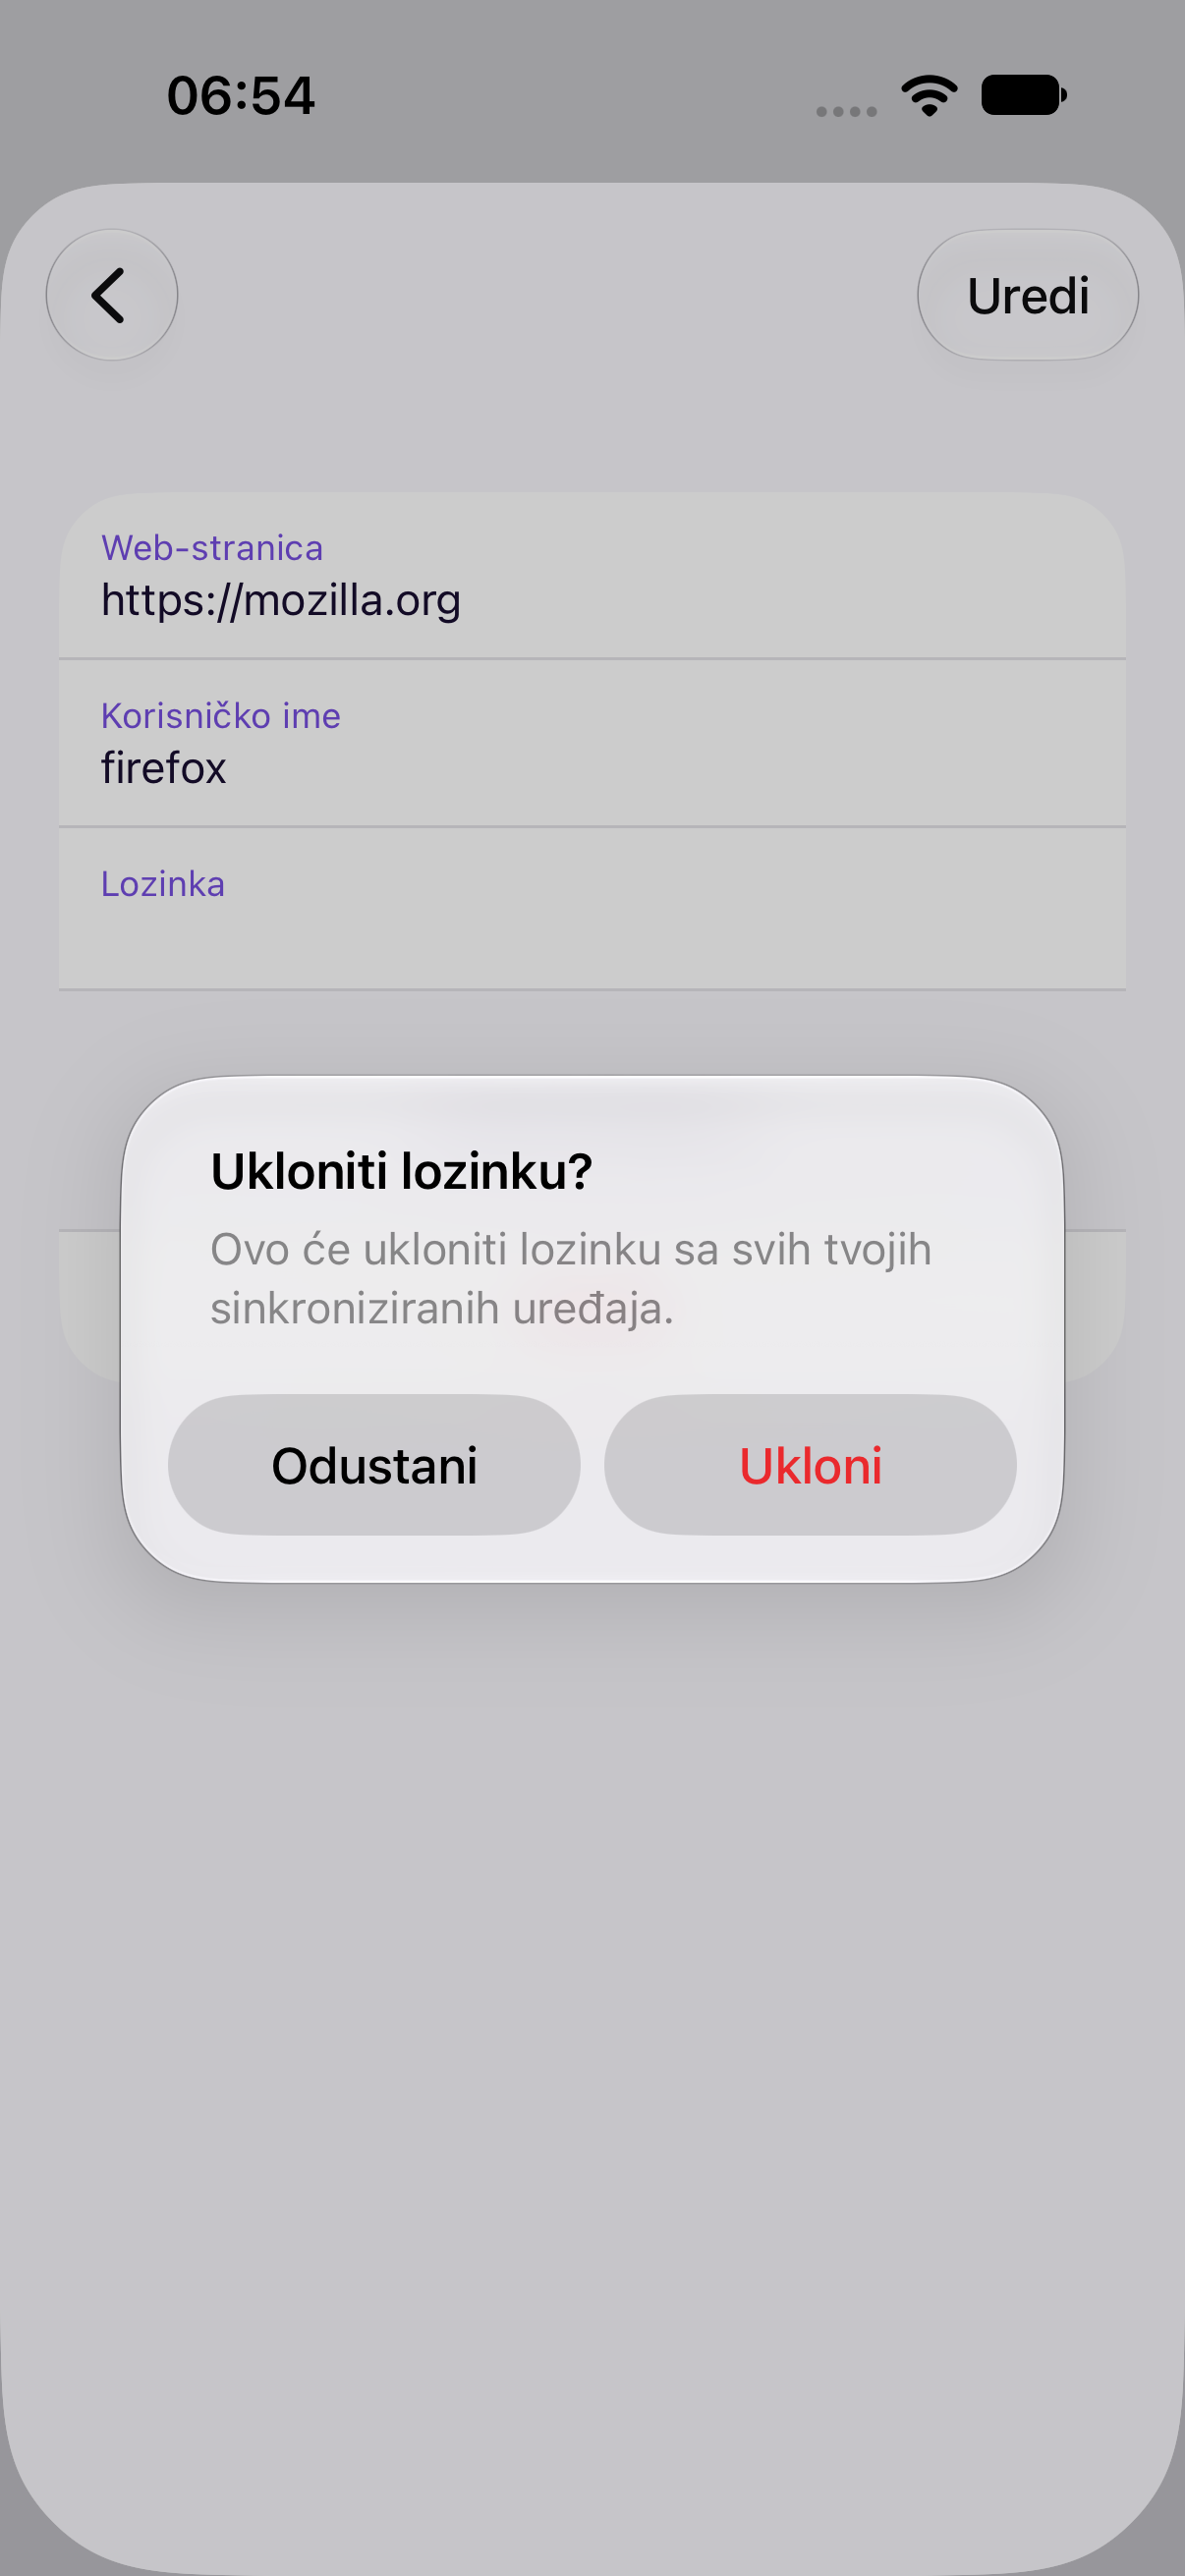 06:54
Uredi
Web-stranica
https://mozilla.org
Korisničko ime
firefox
Lozinka
Ukloniti lozinku?
Ovo će ukloniti lozinku sa svih tvojih
sinkroniziranih uređaja.
Odustani
Ukloni